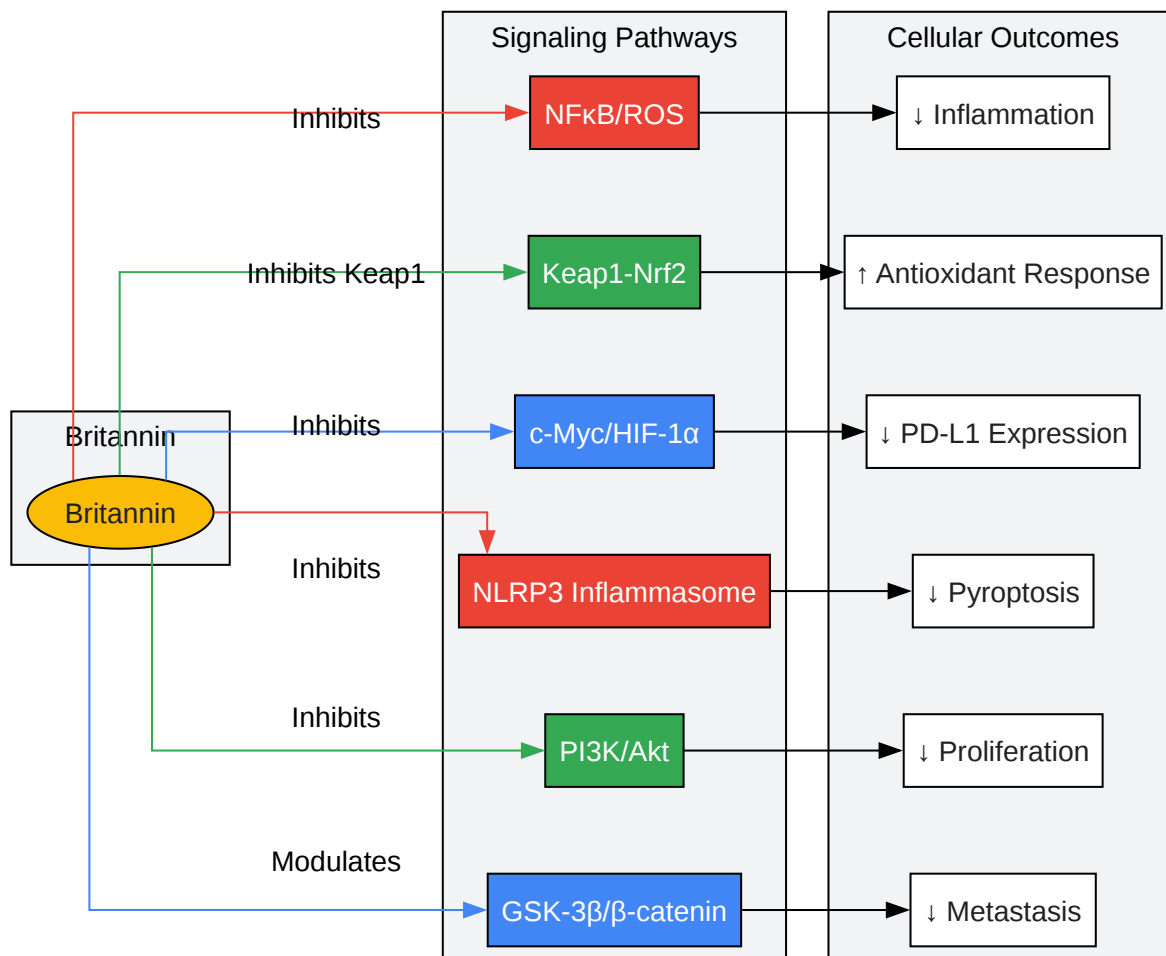 Signaling Pathways
Cellular Outcomes
Inhibits
NFκB/ROS
↓ Inflammation
Inhibits Keap1
Keap1-Nrf2
↑ Antioxidant Response
Britannin
Inhibits
c-Myc/HIF-1α
↓ PD-L1 Expression
Britannin
Inhibits
NLRP3 Inflammasome
↓ Pyroptosis
Inhibits
PI3K/Akt
↓ Proliferation
Modulates
GSK-3β/β-catenin
↓ Metastasis